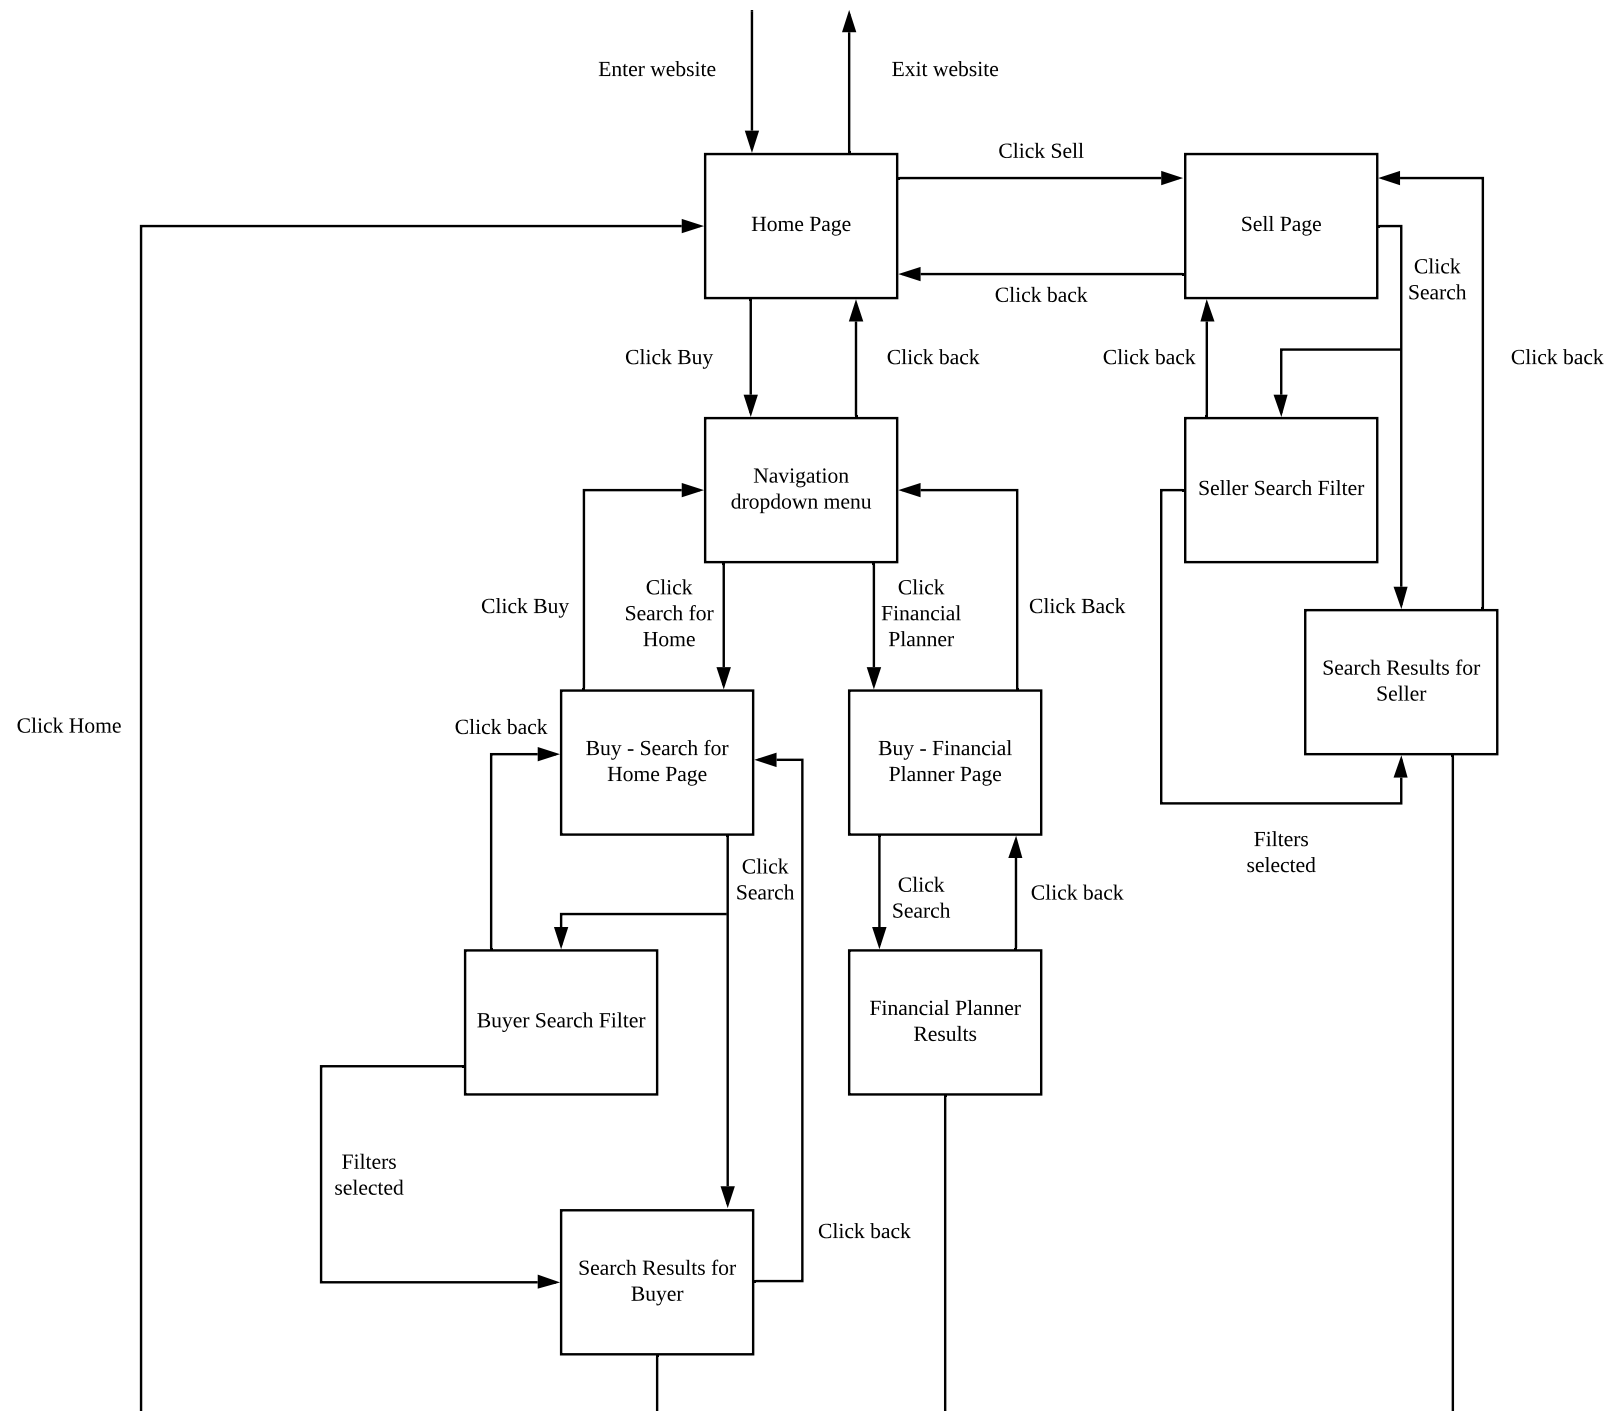 Enter website
Exit website
Click Sell
Home Page
Sell Page
Click
Search
Click back
Click Buy
Click back
Click back
Click back
Navigation
dropdown menu
Seller Search Filter
Click Buy
Click
Search for
Home
Click
Financial
Planner
Click Back
Search Results for
Seller
Click Home
Click back
Buy - Search for
Home Page
Buy - Financial
Planner Page
Filters
selected
Click
Search
Click
Search
Click back
Buyer Search Filter
Financial Planner
Results
Filters
selected
Click back
Search Results for
Buyer